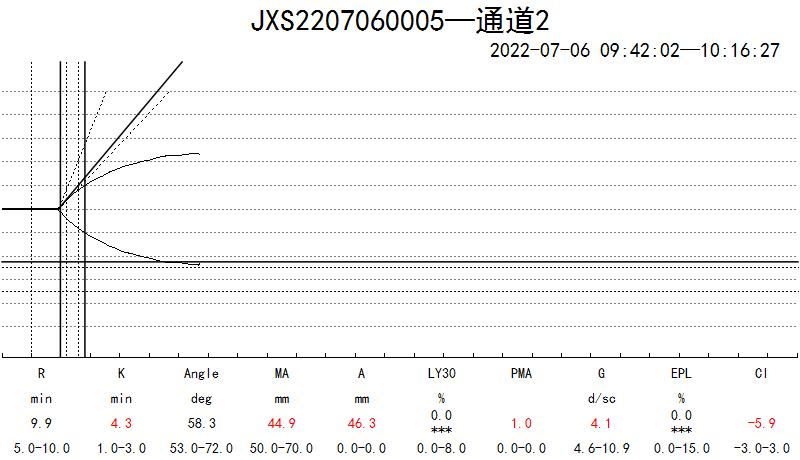 JXS2207060005—通道2
2022-07-06 09:42:02—10:16:27
R K Angle MA A LY30 PMA G EPL CI
min min deg mm mm % d/sc %
9.9 4.3 58.3 44.9 46.3 0.0 *** 1.0 4.1 0.0 *** -5.9
5.0-10.0 1.0-3.0 53.0-72.0 50.0-70.0 0.0-0.0 0.0-8.0 0.0-0.0 4.6-10.9 0.0-15.0 -3.0-3.0